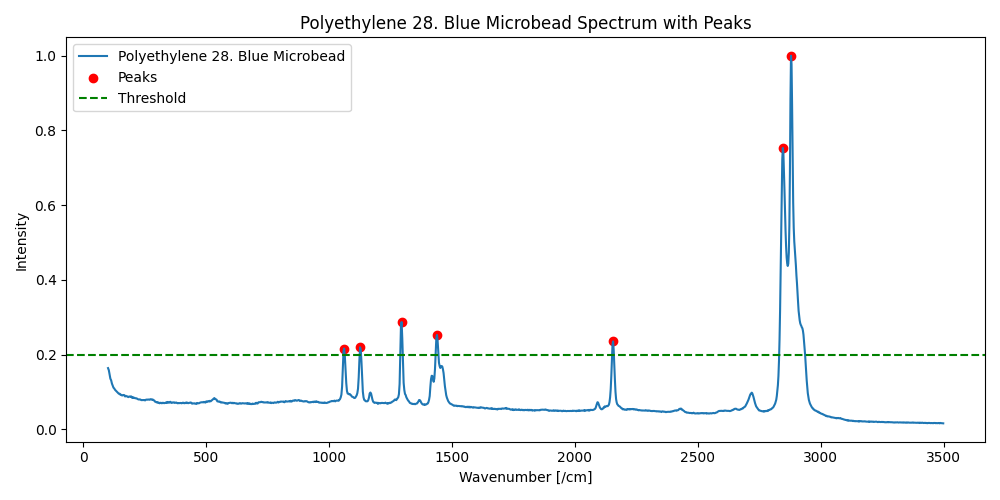 Polyethylene 28. Blue Microbead Spectrum with Peaks
Polyethylene 28. Blue Microbead
Peaks
Threshold
Intensity
1.0
0.8
0.6
0.4
0.2
0.0
0 500 1000 1500 2000 2500 3000 3500
Wavenumber [/cm]